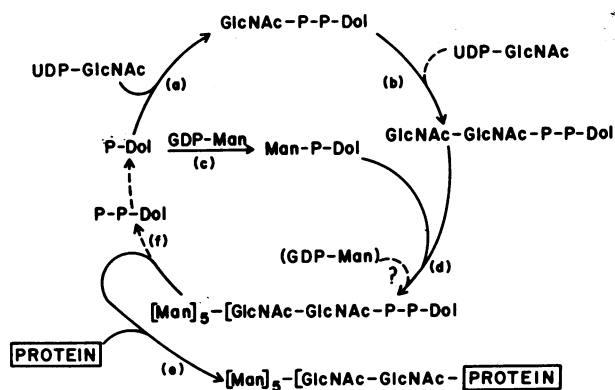 GlcNAc-P-P-Dol
UDP-GlcNAc
UDP-GlcNAc
(a)
(b)
GlcNAc-GlcNAc-P-P-Dol
P-Dol
GDP-Man
(c)
Man-P-Dol
P-P-Dol
(f)
(GDP-Man)
?
(d)
[Man]5-[GlcNAc-GlcNAc-P-P-Dol
PROTEIN
(e)
[Man]5-[GlcNAc-GlcNAc-PROTEIN